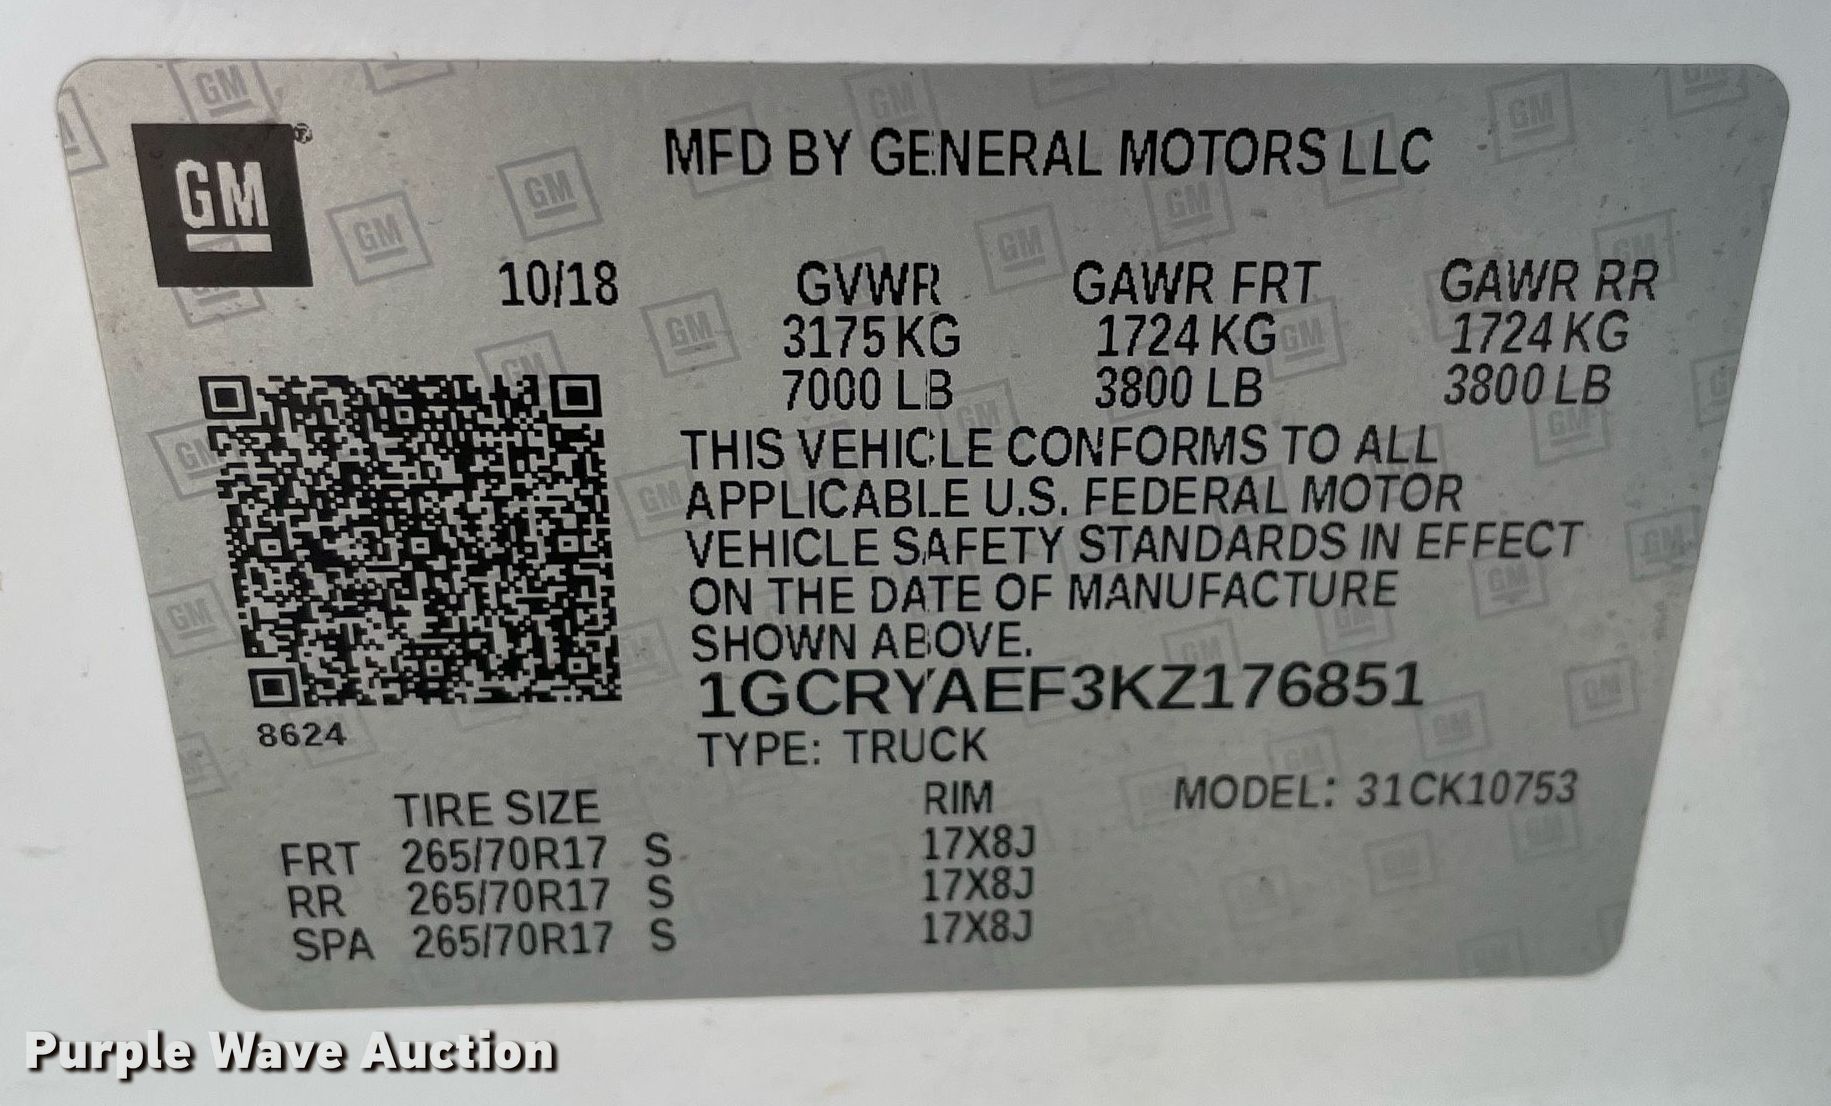 GM
MFD BY GENERAL MOTORS LLC
10/18 GVWR GAWR FRT GAWR RR
3175 KG 1724 KG 1724 KG
7000 LB 3800 LB 3800 LB
THIS VEHICLE CONFORMS TO ALL
APPLICABLE U.S. FEDERAL MOTOR
VEHICLE SAFETY STANDARDS IN EFFECT
ON THE DATE OF MANUFACTURE
SHOWN ABOVE.
1GCRYAEF3KZ176851
8624
TYPE: TRUCK
TIRE SIZE RIM MODEL: 31CK10753
FRT 265/70R17 S 17X8J
RR 265/70R17 S 17X8J
SPA 265/70R17 S 17X8J
Purple Wave Auction